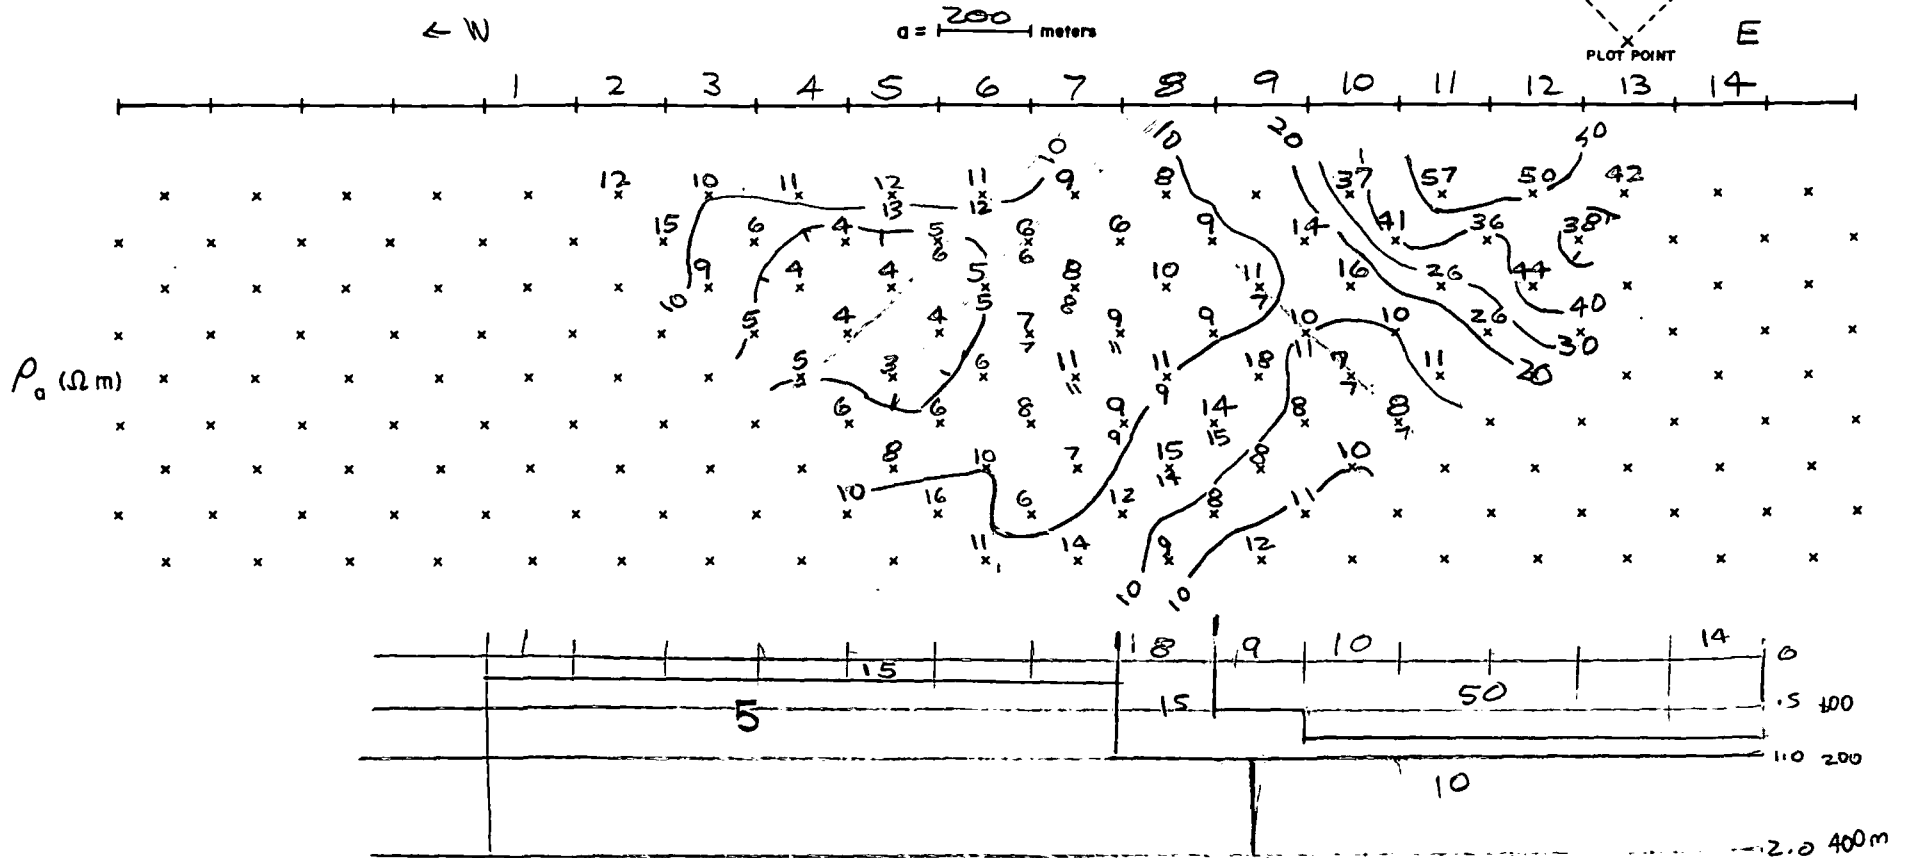 ← W a = 200 meters E
PLOT POINT
1 2 3 4 5 6 7 8 9 10 11 12 13 14
10 10 20 50
12 10 11 12 11 9 8 37 57 50 42
13 12
15 6 4 5 6 6 9 14 41 36 38
6 6
9 4 4 5 8 10 11 16 26 44
10 5 8 7 40
5 4 4 7 9 9 10 10 26
7 11 11 30
ρa (Ω m) 5 3 6 11 11 18 7 11 20
11 9 7
6 6 8 9 14 8 8
9 15 7
8 10 7 15 8 10
10 14
16 6 12 8 11
11 14 9 12
10 10
1 1 8 9 10 14 0
15
5 15 50 .5 100
1.0 200
10
2.0 400m